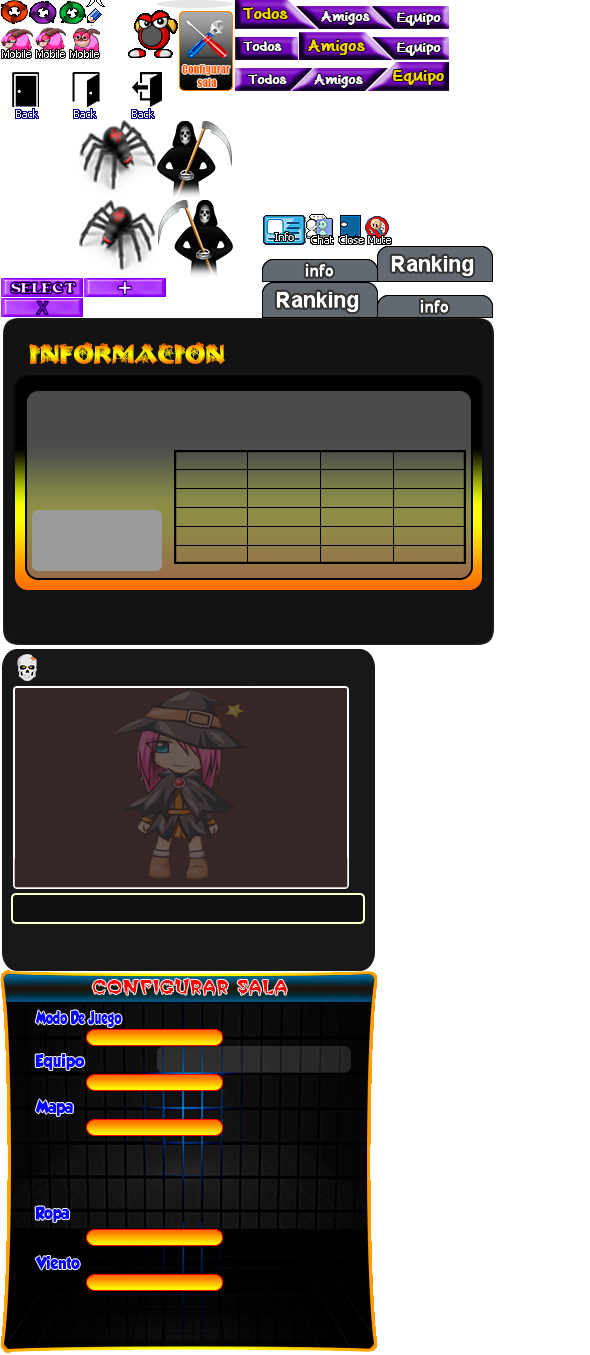 Todos Amigos Equipo
Mobile Mobile Mobile
Configurar
sala
Todos Amigos Equipo
Todos Amigos Equipo
Back Back Back
Info Chat Close Mute
info Ranking
Ranking info
SELECT +
X
INFORMACION
CONFIGURAR SALA
Modo De Juego
Equipo
Mapa
Ropa
Viento